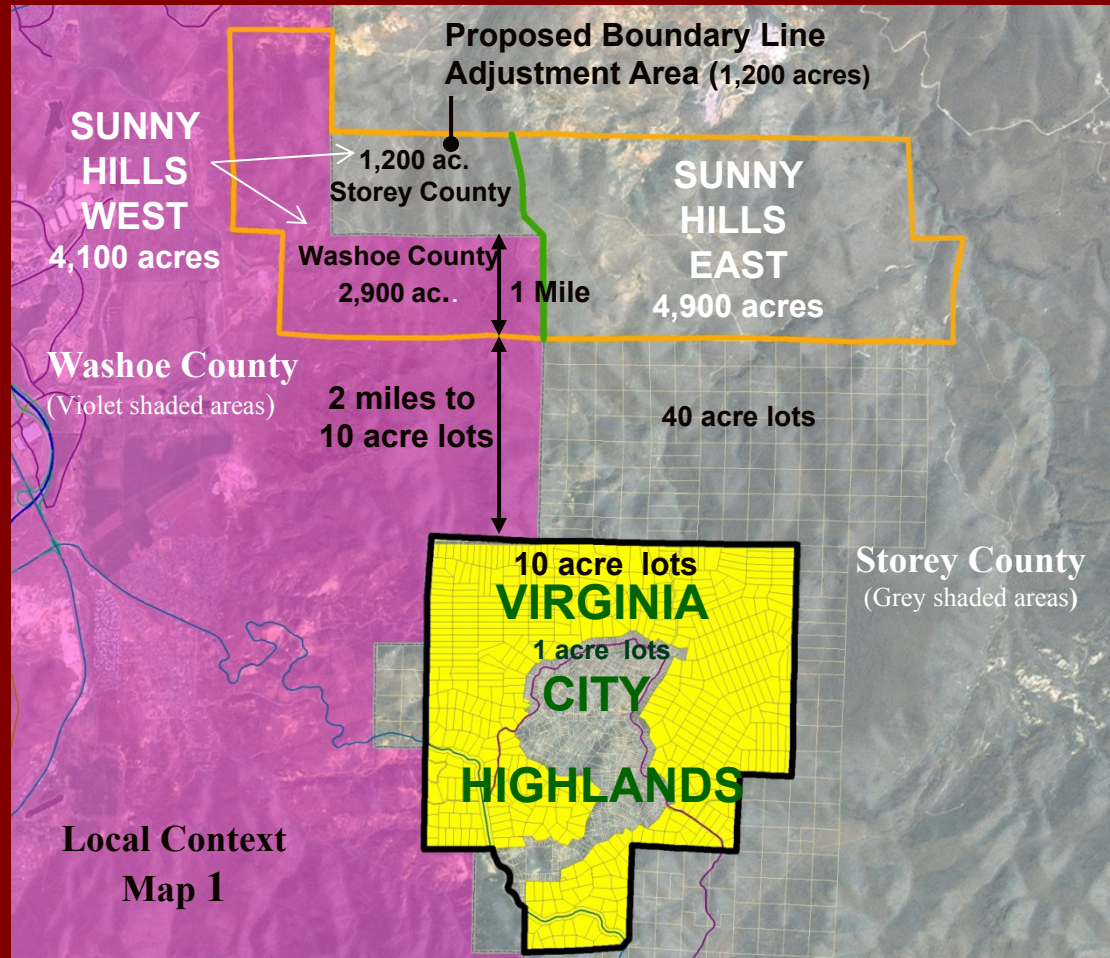 Proposed Boundary Line
Adjustment Area (1,200 acres)
SUNNY
HILLS
WEST
4,100 acres
1,200 ac.
Storey County
SUNNY
HILLS
EAST
4,900 acres
Washoe County
2,900 ac..
1 Mile
Washoe County
(Violet shaded areas)
2 miles to
10 acre lots
40 acre lots
10 acre lots
VIRGINIA
1 acre lots
CITY
HIGHLANDS
Storey County
(Grey shaded areas)
Local Context
Map 1